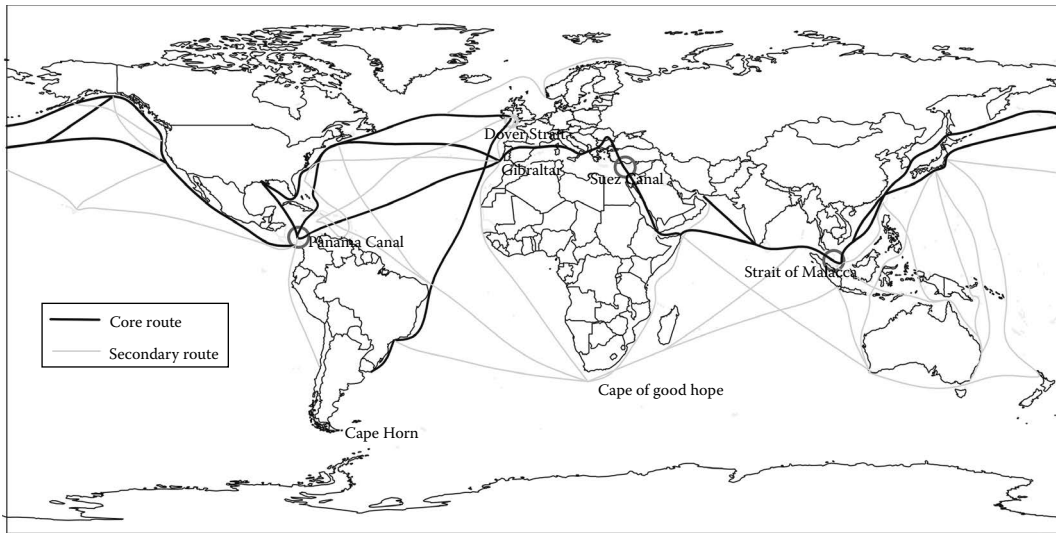 Dover Strait
Gibraltar
Suez Canal
Panama Canal
Strait of Malacca
Core route
Secondary route
Cape of good hope
Cape Horn